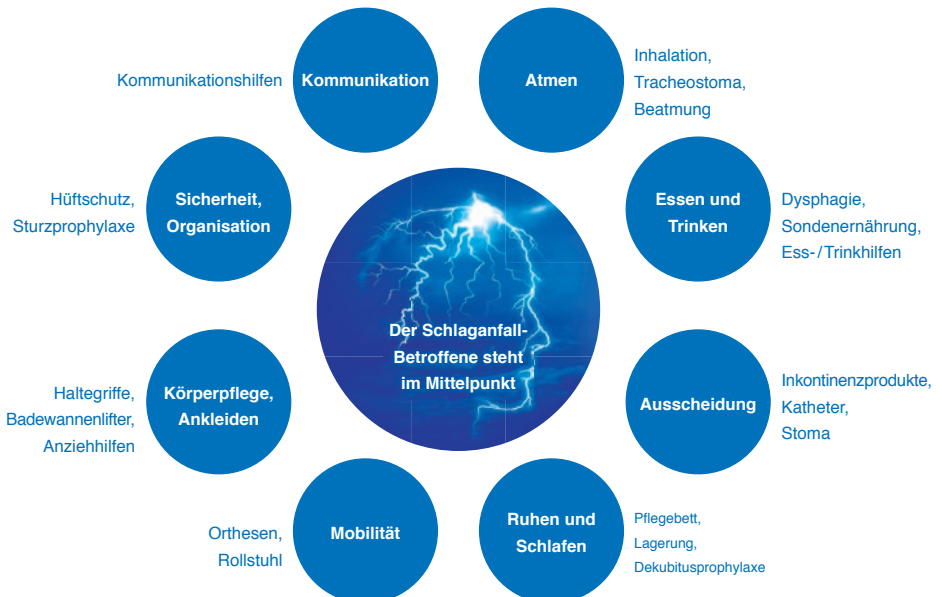 Kommunikationshilfen
Kommunikation
Atmen
Inhalation,
Tracheostoma,
Beatmung
Hüftschutz,
Sturzprophylaxe
Sicherheit,
Organisation
Essen und
Trinken
Dysphagie,
Sondenernährung,
Ess-/Trinkhilfen
Der Schlaganfall-
Betroffene steht
im Mittelpunkt
Haltegriffe,
Badewannenlifter,
Anziehhilfen
Körperpflege,
Ankleiden
Ausscheidung
Inkontinenzprodukte,
Katheter,
Stoma
Orthesen,
Rollstuhl
Mobilität
Ruhen und
Schlafen
Pflegebett,
Lagerung,
Dekubitusprophylaxe